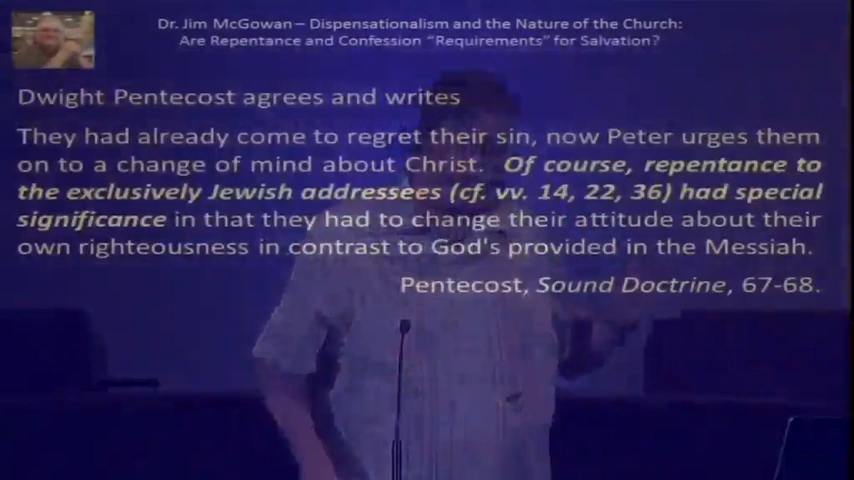 Dr. Jim McGowan – Dispensationalism and the Nature of the Church:
Are Repentance and Confession "Requirements" for Salvation?
Dwight Pentecost agrees and writes
They had already come to regret their sin, now Peter urges them
on to a change of mind about Christ. Of course, repentance to
the exclusively Jewish addressees (cf. vv. 14, 22, 36) had special
significance in that they had to change their attitude about their
own righteousness in contrast to God's provided in the Messiah.
Pentecost, Sound Doctrine, 67-68.